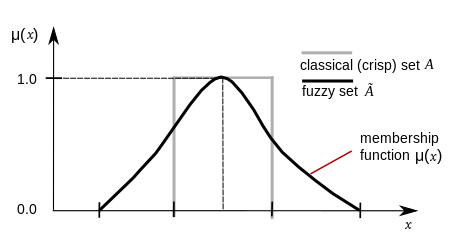 μ(x)
1.0
classical (crisp) set A
fuzzy set Ã
membership
function μ(x)
0.0
x